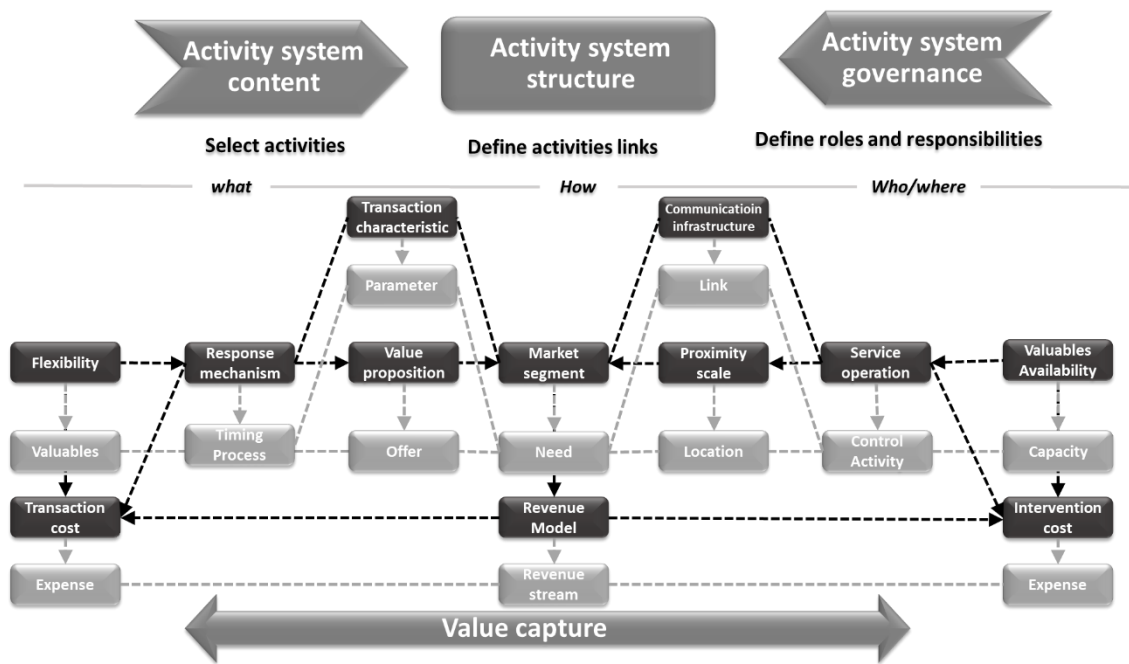 Activity system
content
Activity system
structure
Activity system
governance
Select activities
Define activities links
Define roles and responsibilities
what
How
Who/where
Transaction
characteristic
Communicatioin
infrastructure
Parameter
Link
Flexibility
Response
mechanism
Value
proposition
Market
segment
Proximity
scale
Service
operation
Valuables
Availability
Valuables
Timing
Process
Offer
Need
Location
Control
Activity
Capacity
Transaction
cost
Revenue
Model
Intervention
cost
Expense
Revenue
stream
Expense
Value capture